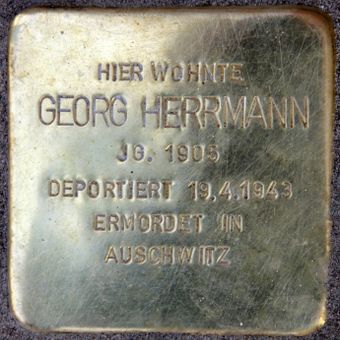 HIER WOHNTE
GEORG HERRMANN
JG. 1905
DEPORTIERT 19.4.1943
ERMORDET IN
AUSCHWITZ